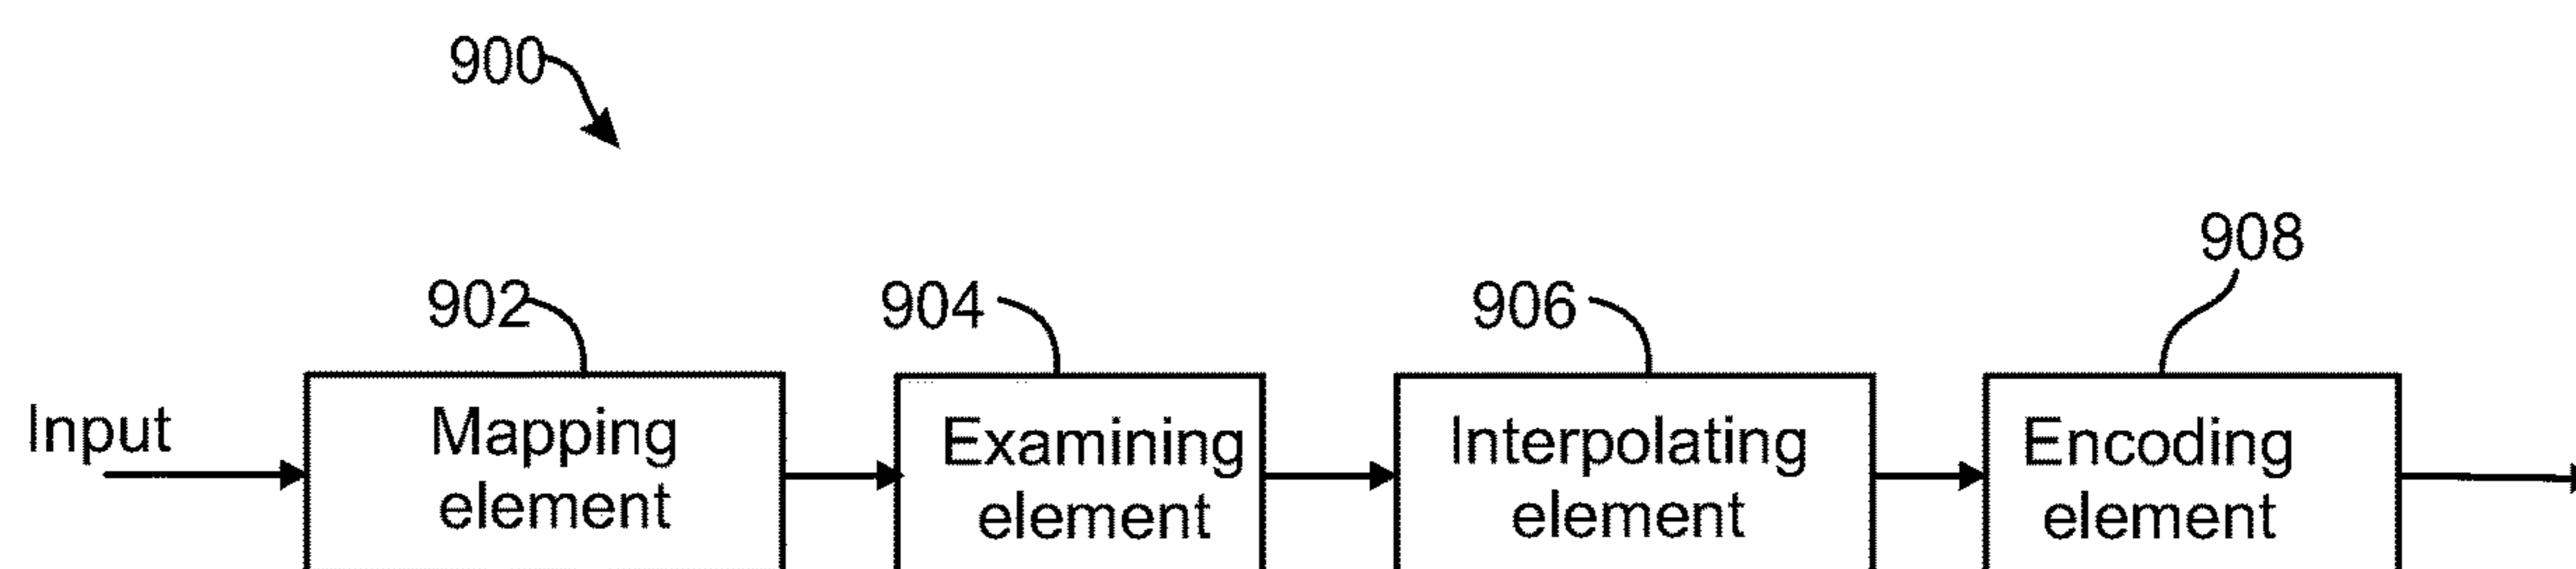 900
908
902
904
906
Input
Mapping
element
Examining
element
Interpolating
element
Encoding
element